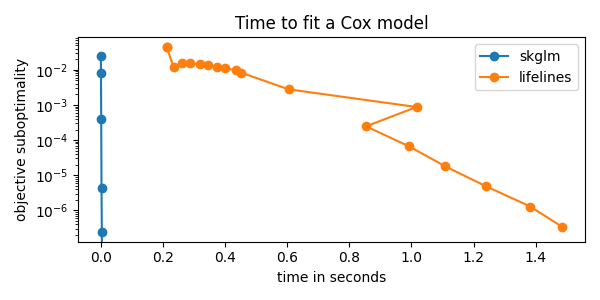 Time to fit a Cox model
objective suboptimality
10⁻²
10⁻³
10⁻⁴
10⁻⁵
10⁻⁶
skglm
lifelines
0.0 0.2 0.4 0.6 0.8 1.0 1.2 1.4
time in seconds